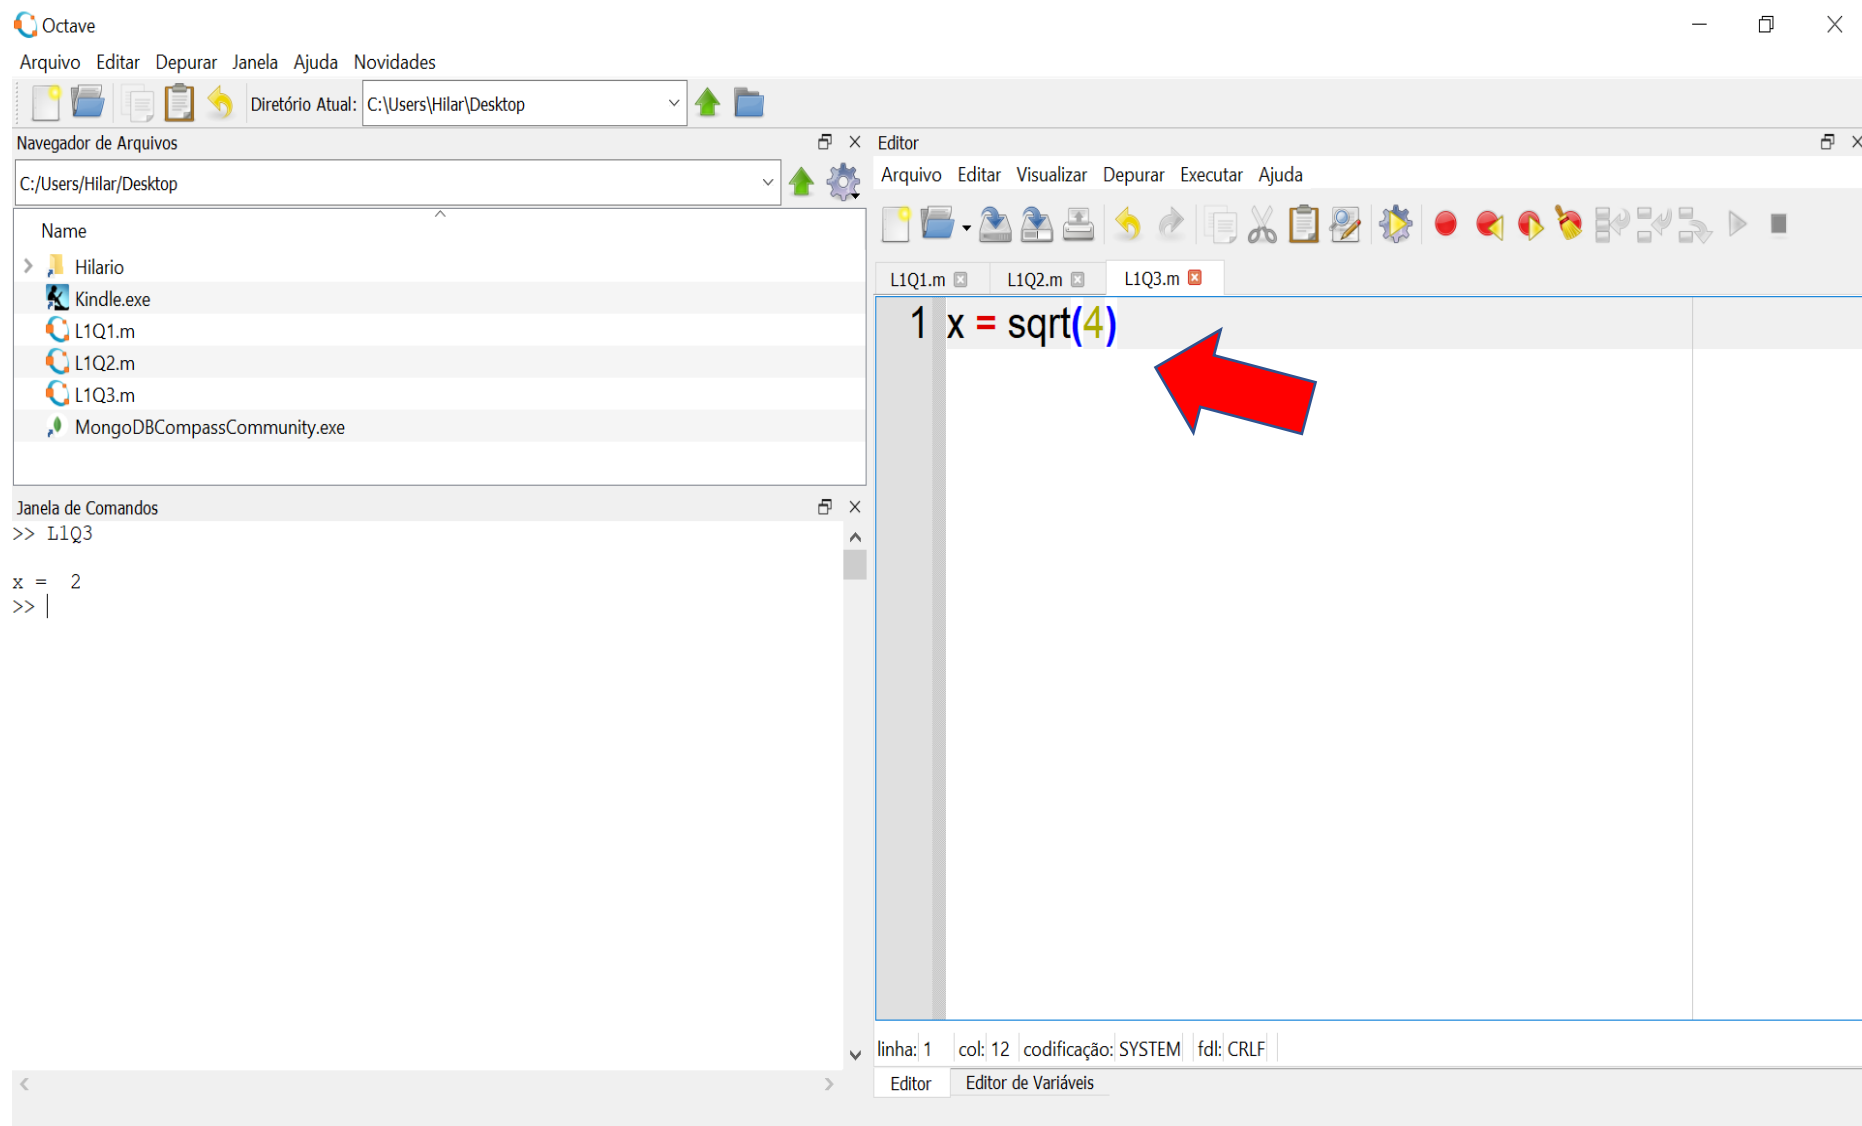 Octave
Arquivo Editar Depurar Janela Ajuda Novidades
Diretório Atual: C:\Users\Hilar\Desktop
Navegador de Arquivos
C:/Users/Hilar/Desktop
Name
Hilario
Kindle.exe
L1Q1.m
L1Q2.m
L1Q3.m
MongoDBCompassCommunity.exe
Janela de Comandos
>> L1Q3
x = 2
>>
Editor
Arquivo Editar Visualizar Depurar Executar Ajuda
L1Q1.m L1Q2.m L1Q3.m
1 x = sqrt(4)
linha: 1 col: 12 codificação: SYSTEM fdl: CRLF
Editor Editor de Variáveis